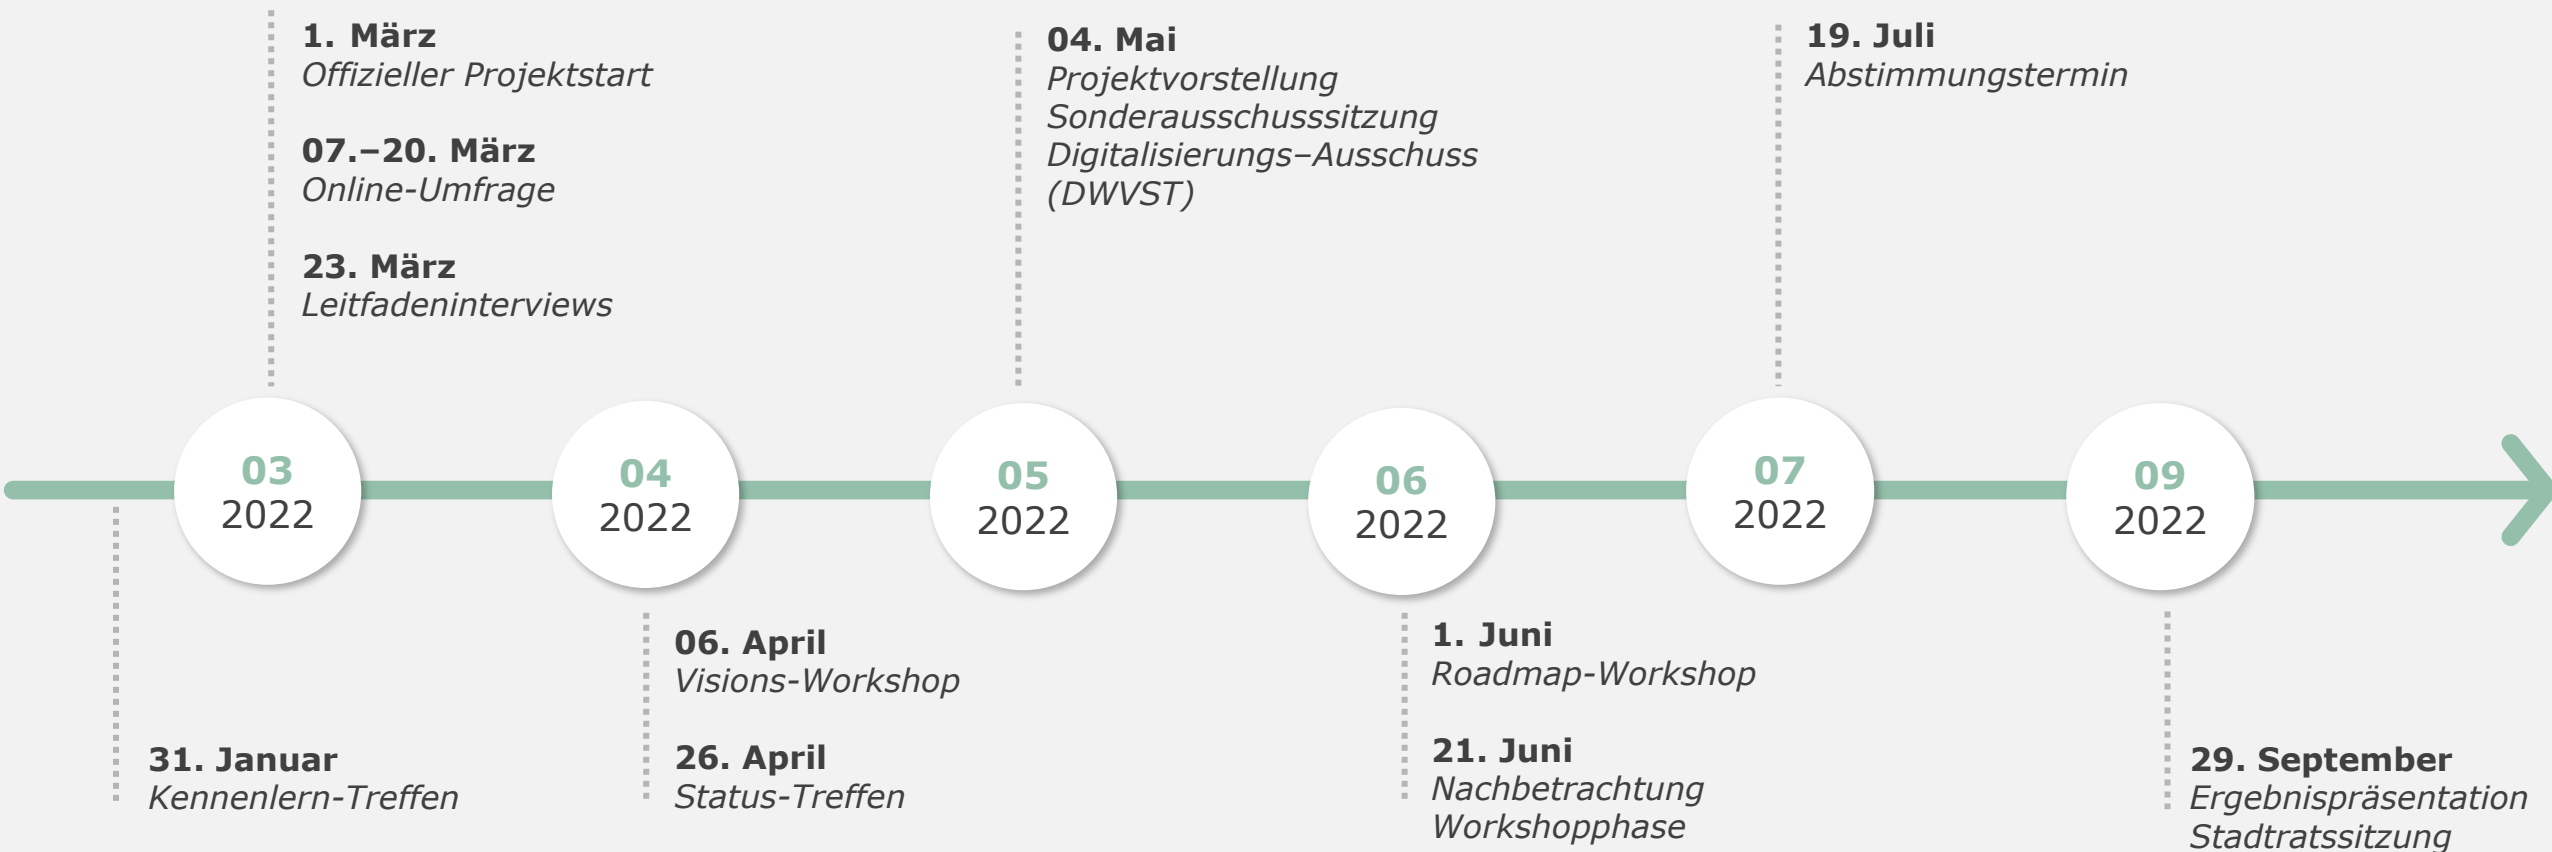 1. März
Offizieller Projektstart
07.–20. März
Online-Umfrage
23. März
Leitfadeninterviews
04. Mai
Projektvorstellung
Sonderausschusssitzung
Digitalisierungs–Ausschuss
(DWVST)
19. Juli
Abstimmungstermin
03
2022
04
2022
05
2022
06
2022
07
2022
09
2022
31. Januar
Kennenlern-Treffen
06. April
Visions-Workshop
26. April
Status-Treffen
1. Juni
Roadmap-Workshop
21. Juni
Nachbetrachtung
Workshopphase
29. September
Ergebnispräsentation
Stadtratssitzung